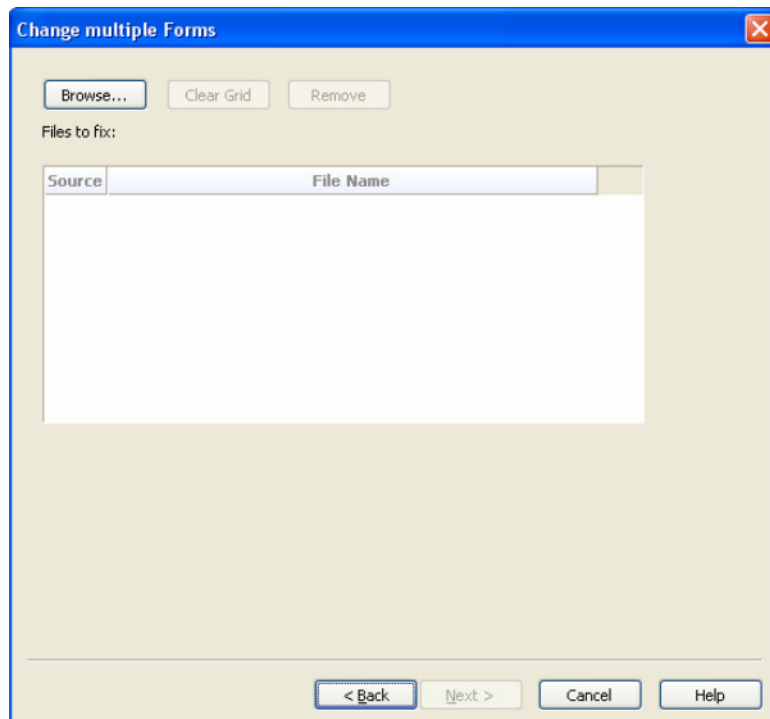 Change multiple Forms
Browse... Clear Grid Remove
Files to fix:
Source File Name
< Back Next > Cancel Help